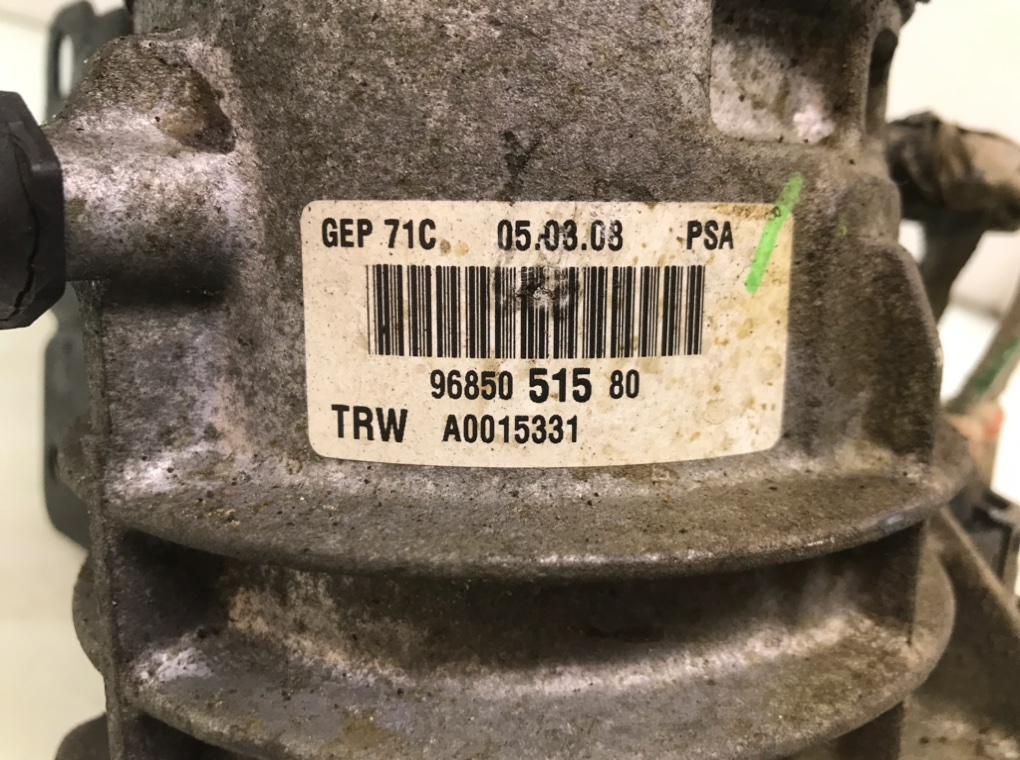 GEP 71C 05.03.08 PSA
96850 515 80
TRW A0015331